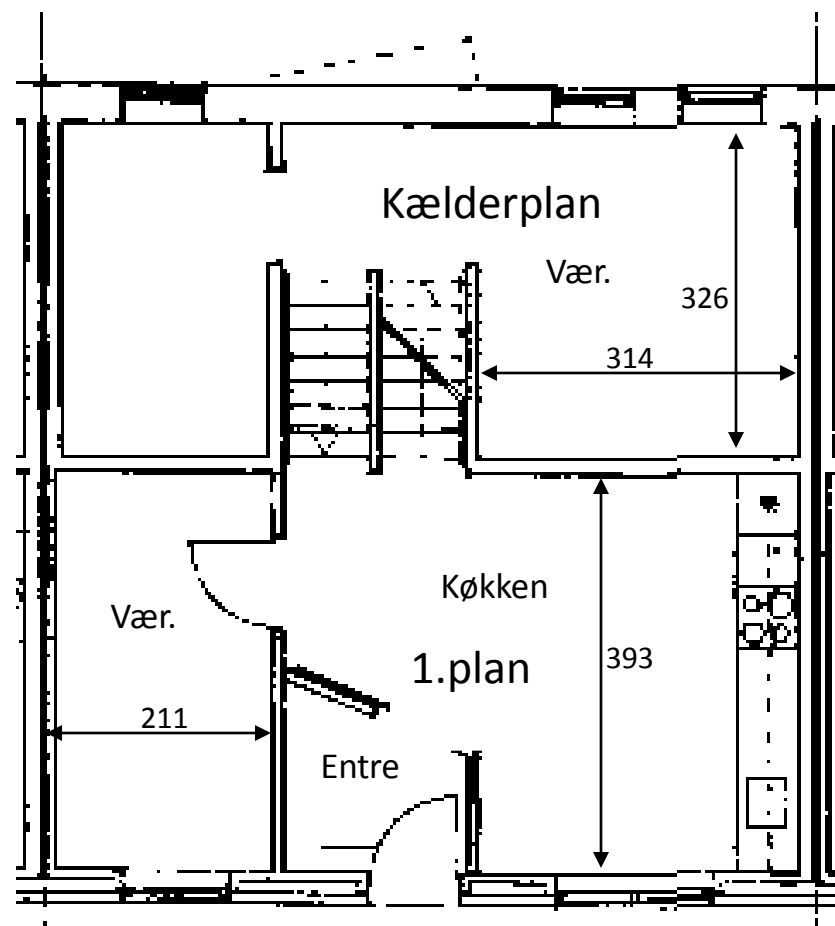 Kælderplan
Vær.
326
314
Køkken
Vær.
1.plan
393
211
Entre